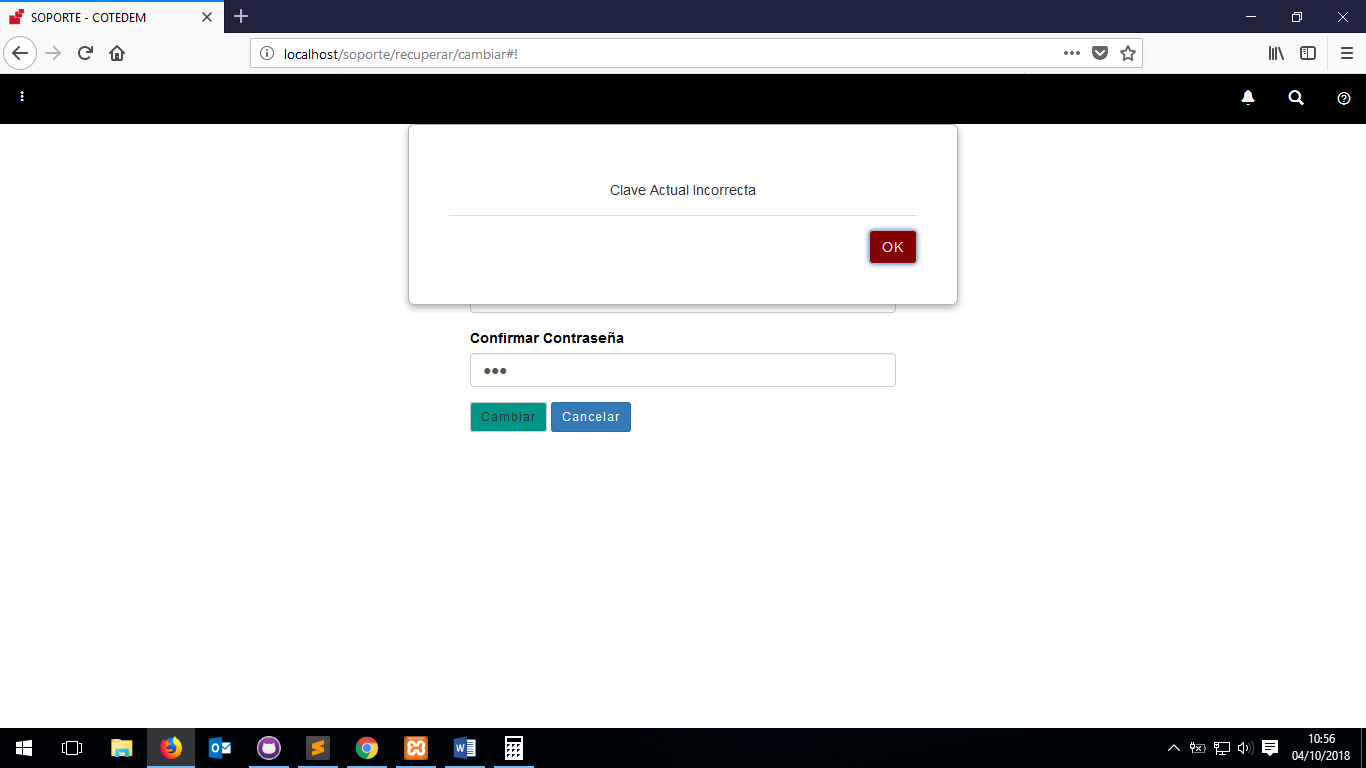 SOPORTE - COTEDEM
localhost/soporte/recuperar/cambiar#!
Clave Actual Incorrecta
OK
Confirmar Contraseña
Cambiar Cancelar
10:56
04/10/2018